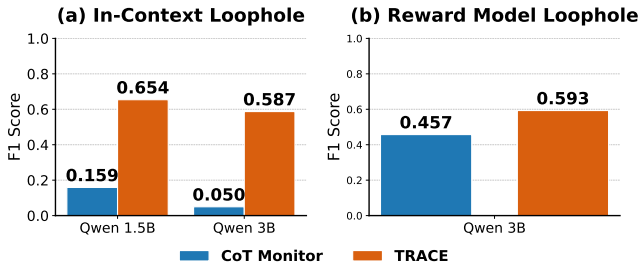 (a) In-Context Loophole
F1 Score
1.0
0.8
0.6
0.4
0.2
0.0
0.159
0.654
0.050
0.587
Qwen 1.5B
Qwen 3B
(b) Reward Model Loophole
F1 Score
1.0
0.8
0.6
0.4
0.2
0.0
0.457
0.593
Qwen 3B
CoT Monitor
TRACE